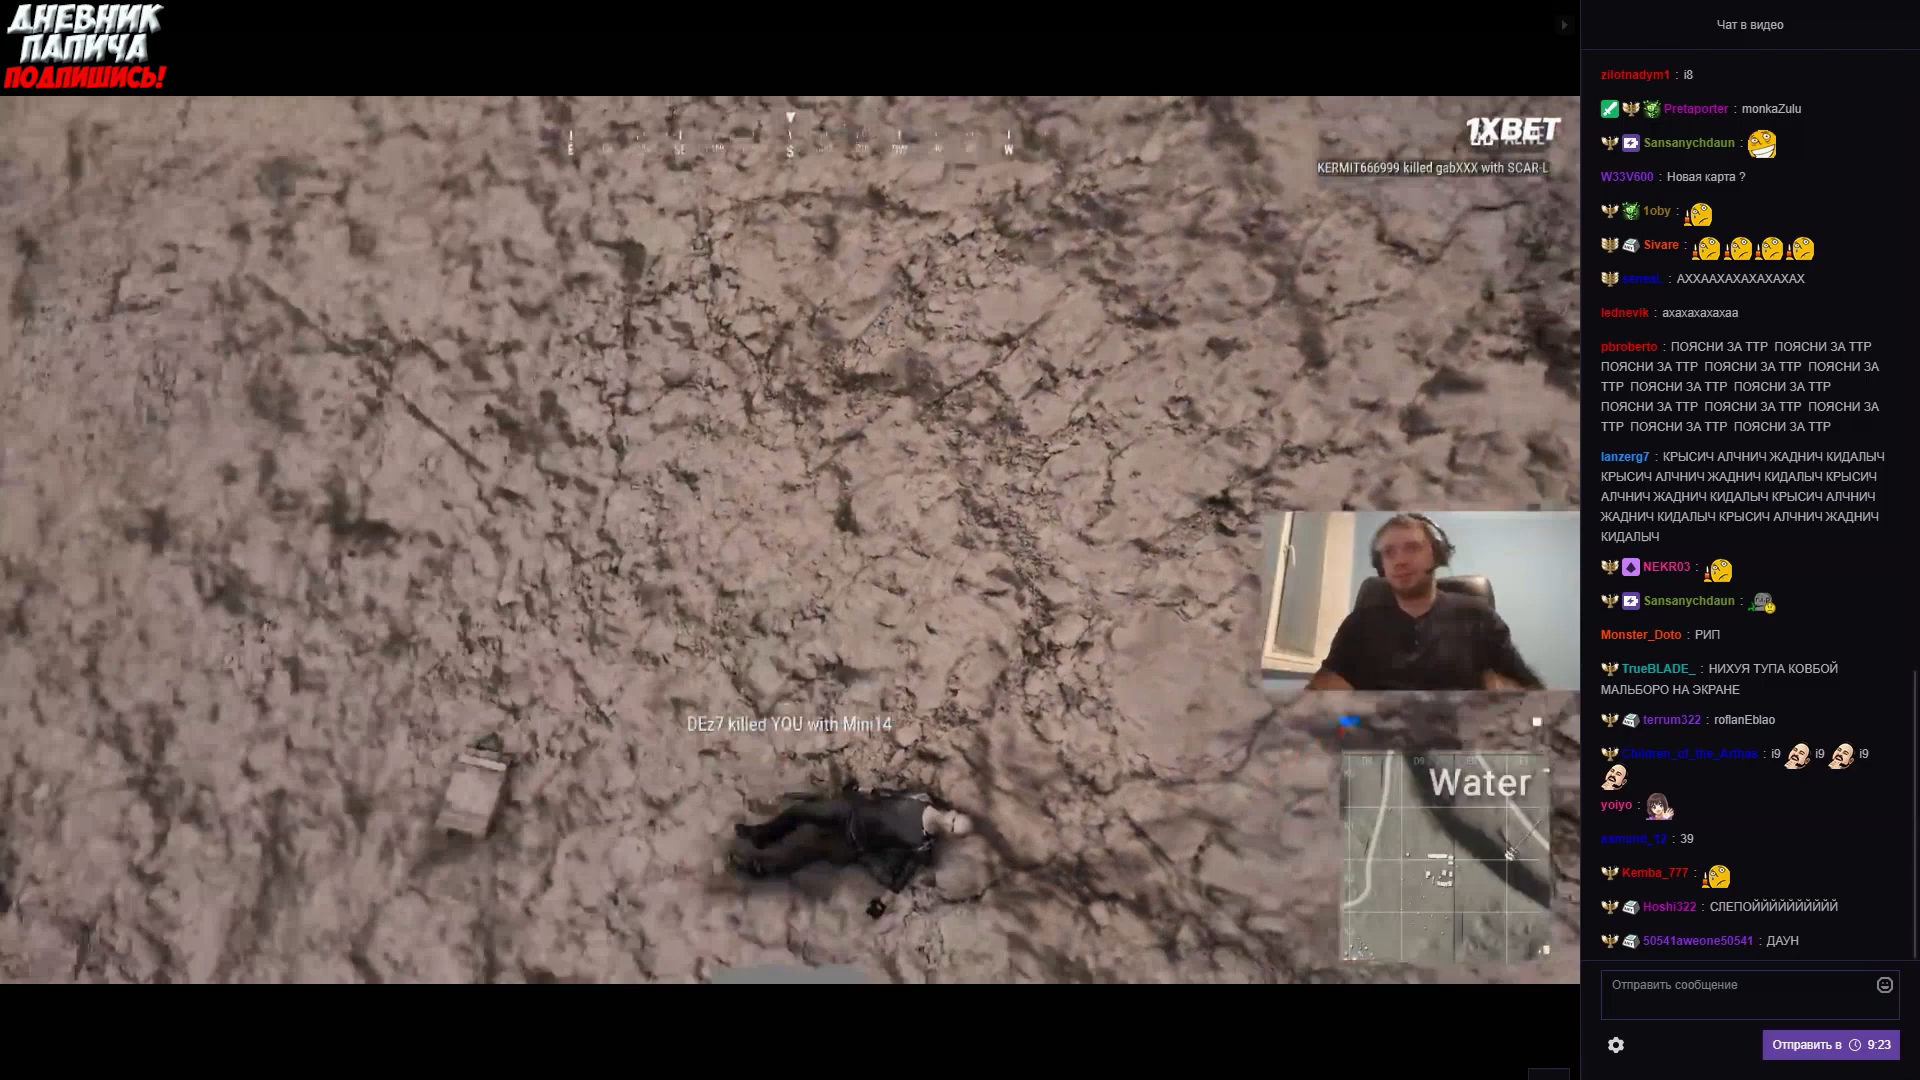 ДНЕВНИК
ПАПИЧА
ПОДПИШИСЬ!
E
SE
S
W
1XBET
KERMIT666999 killed gabXXX with SCAR-L
DEz7 killed YOU with Mini14
Water
Чат в видео
zilotnadym1 : i8
Pretaporter : monkaZulu
Sansanychdaun :
W33V600 : Новая карта ?
1oby :
Sivare :
: АХХААХАХАХАХАХАХ
lednevik : ахахахахахаа
pbroberto : ПОЯСНИ ЗА ТТР ПОЯСНИ ЗА ТТР
ПОЯСНИ ЗА ТТР ПОЯСНИ ЗА ТТР ПОЯСНИ ЗА
ТТР ПОЯСНИ ЗА ТТР ПОЯСНИ ЗА ТТР
ПОЯСНИ ЗА ТТР ПОЯСНИ ЗА ТТР ПОЯСНИ ЗА
ТТР ПОЯСНИ ЗА ТТР ПОЯСНИ ЗА ТТР
lanzerg7 : КРЫСИЧ АЛЧНИЧ ЖАДНИЧ КИДАЛЫЧ
КРЫСИЧ АЛЧНИЧ ЖАДНИЧ КИДАЛЫЧ КРЫСИЧ
АЛЧНИЧ ЖАДНИЧ КИДАЛЫЧ КРЫСИЧ АЛЧНИЧ
ЖАДНИЧ КИДАЛЫЧ КРЫСИЧ АЛЧНИЧ ЖАДНИЧ
КИДАЛЫЧ
NEKR03 :
Sansanychdaun :
Monster_Doto : РИП
TrueBLADE_ : НИХУЯ ТУПА КОВБОЙ
МАЛЬБОРО НА ЭКРАНЕ
terrum322 : roflanEblao
Children_of_the_Arthas : i9 i9 i9
yoiyo :
: 39
Kemba_777 :
Hoshi322 : СЛЕПОЙЙЙЙЙЙЙЙЙЙ
50541aweone50541 : ДАУН
Отправить сообщение
Отправить в 9:23